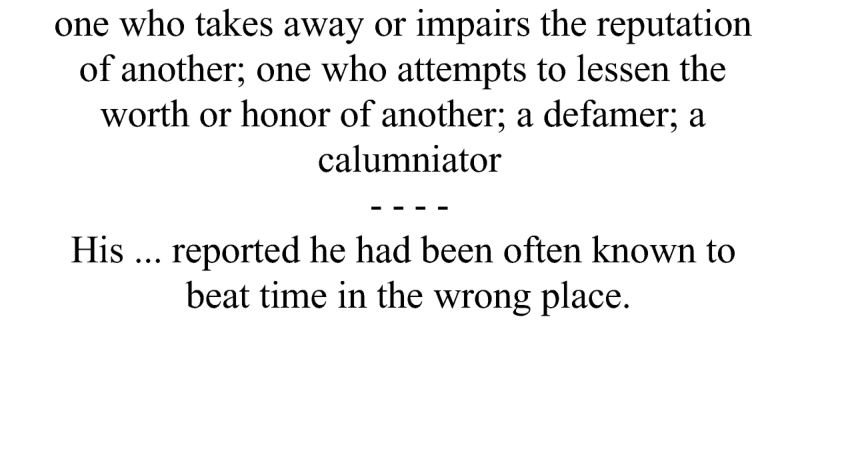 one who takes away or impairs the reputation
of another; one who attempts to lessen the
worth or honor of another; a defamer; a
calumniator
- - - -
His ... reported he had been often known to
beat time in the wrong place.